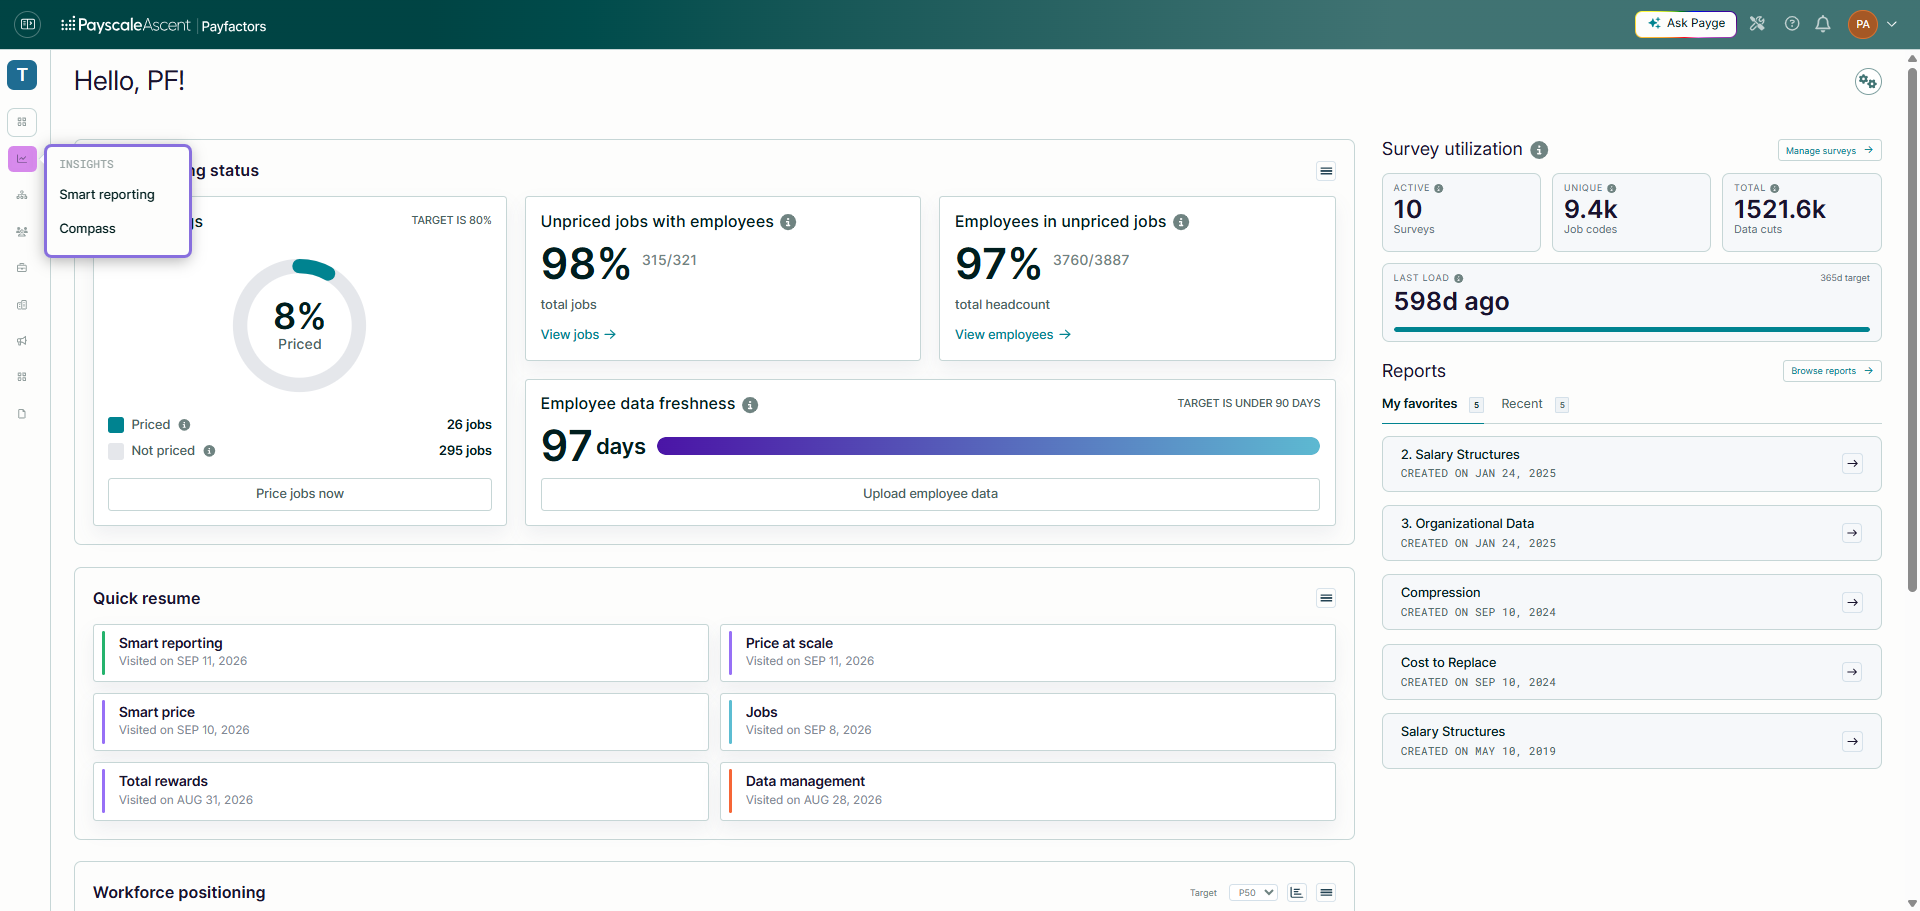 PayscaleAscent | Payfactors
Ask Payge
PA
T
Hello, PF!
INSIGHTS
Smart reporting
Compass
ng status
gs
TARGET IS 80%
8%
Priced
Priced
26 jobs
Not priced
295 jobs
Price jobs now
Unpriced jobs with employees
98% 315/321
total jobs
View jobs →
Employees in unpriced jobs
97% 3760/3887
total headcount
View employees →
Employee data freshness
TARGET IS UNDER 90 DAYS
97 days
Upload employee data
Quick resume
Smart reporting
Visited on SEP 11, 2026
Price at scale
Visited on SEP 11, 2026
Smart price
Visited on SEP 10, 2026
Jobs
Visited on SEP 8, 2026
Total rewards
Visited on AUG 31, 2026
Data management
Visited on AUG 28, 2026
Workforce positioning
Target P50
Survey utilization
Manage surveys →
ACTIVE
10
Surveys
UNIQUE
9.4k
Job codes
TOTAL
1521.6k
Data cuts
LAST LOAD
365d target
598d ago
Reports
Browse reports →
My favorites 5 Recent 5
2. Salary Structures
CREATED ON JAN 24, 2025
3. Organizational Data
CREATED ON JAN 24, 2025
Compression
CREATED ON SEP 10, 2024
Cost to Replace
CREATED ON SEP 10, 2024
Salary Structures
CREATED ON MAY 10, 2019